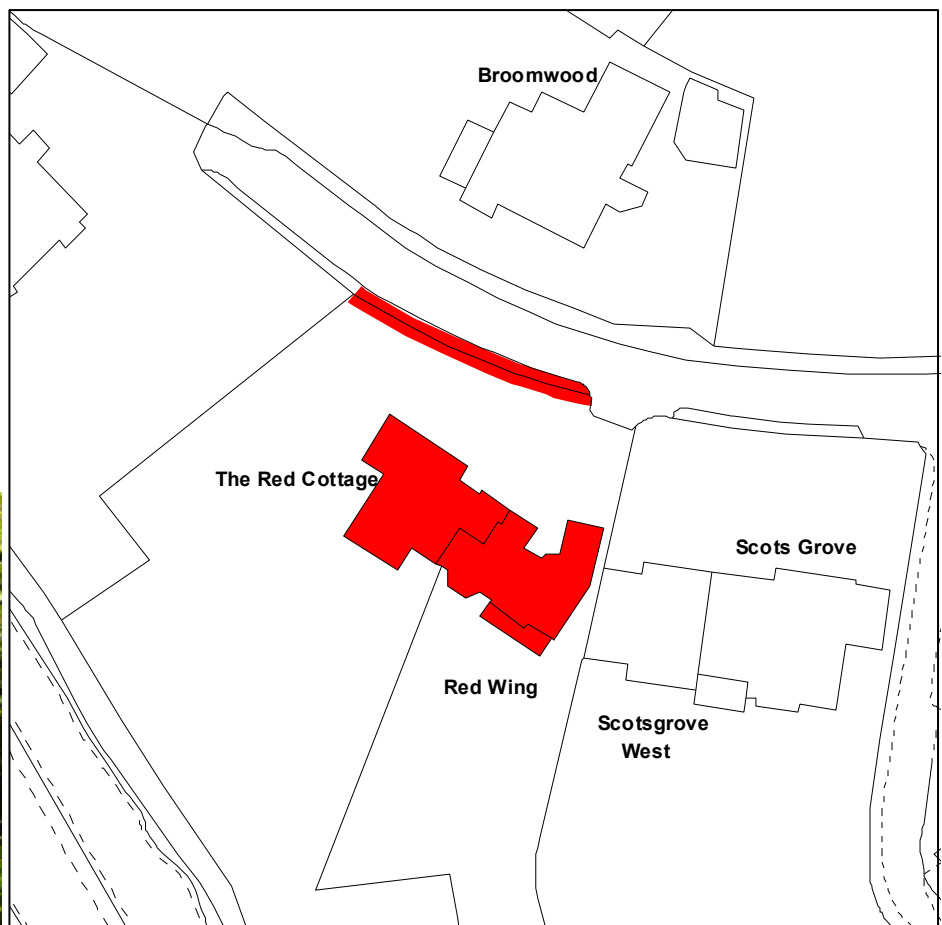 Broomwood
The Red Cottage
Scots Grove
Red Wing
Scotsgrove
West